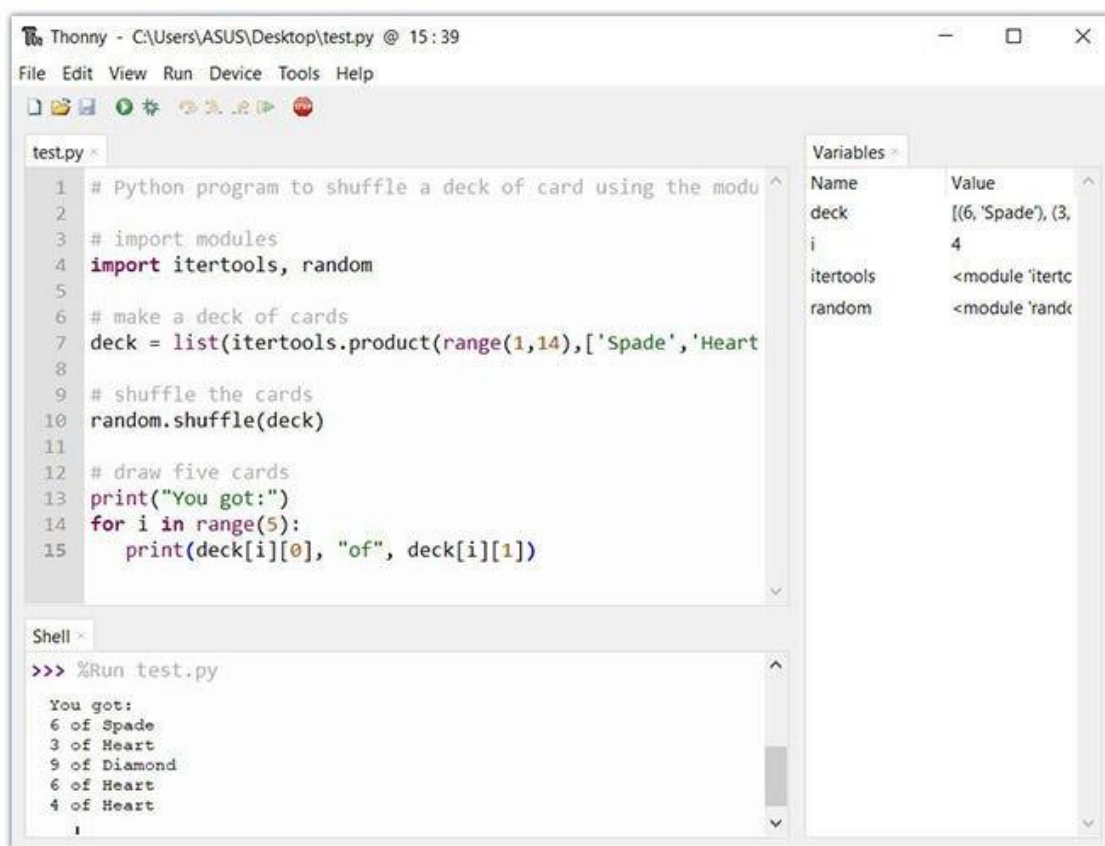 Thonny - C:\Users\ASUS\Desktop\test.py @ 15:39
File Edit View Run Device Tools Help
test.py
1 # Python program to shuffle a deck of card using the modu
2
3 # import modules
4 import itertools, random
5
6 # make a deck of cards
7 deck = list(itertools.product(range(1,14),['Spade','Heart
8
9 # shuffle the cards
10 random.shuffle(deck)
11
12 # draw five cards
13 print("You got:")
14 for i in range(5):
15    print(deck[i][0], "of", deck[i][1])
Shell
>>> %Run test.py
You got:
6 of Spade
3 of Heart
9 of Diamond
6 of Heart
4 of Heart
Variables
Name Value
deck [(6, 'Spade'), (3,
i 4
itertools <module 'itertc
random <module 'randc